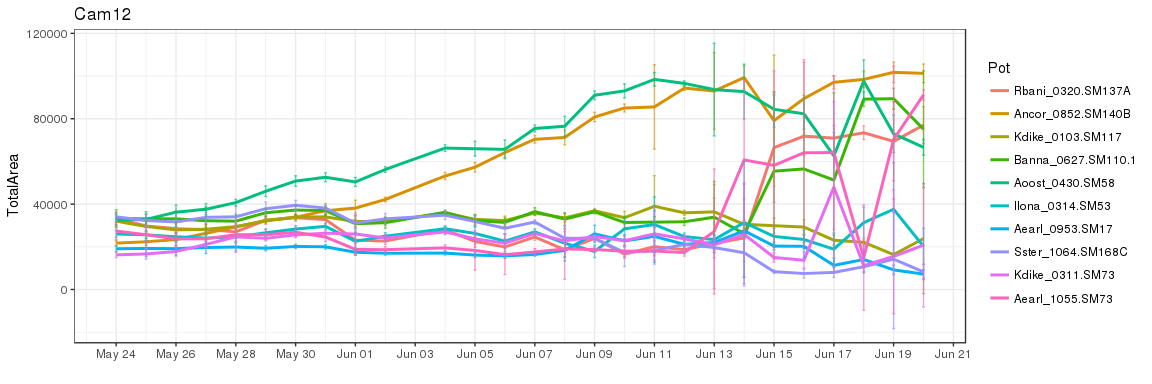 Cam12
TotalArea
120000
80000
40000
0
May 24 May 26 May 28 May 30 Jun 01 Jun 03 Jun 05 Jun 07 Jun 09 Jun 11 Jun 13 Jun 15 Jun 17 Jun 19 Jun 21
Pot
Rbani_0320.SM137A
Ancor_0852.SM140B
Kdike_0103.SM117
Banna_0627.SM110.1
Aoost_0430.SM58
Ilona_0314.SM53
Aearl_0953.SM17
Sster_1064.SM168C
Kdike_0311.SM73
Aearl_1055.SM73